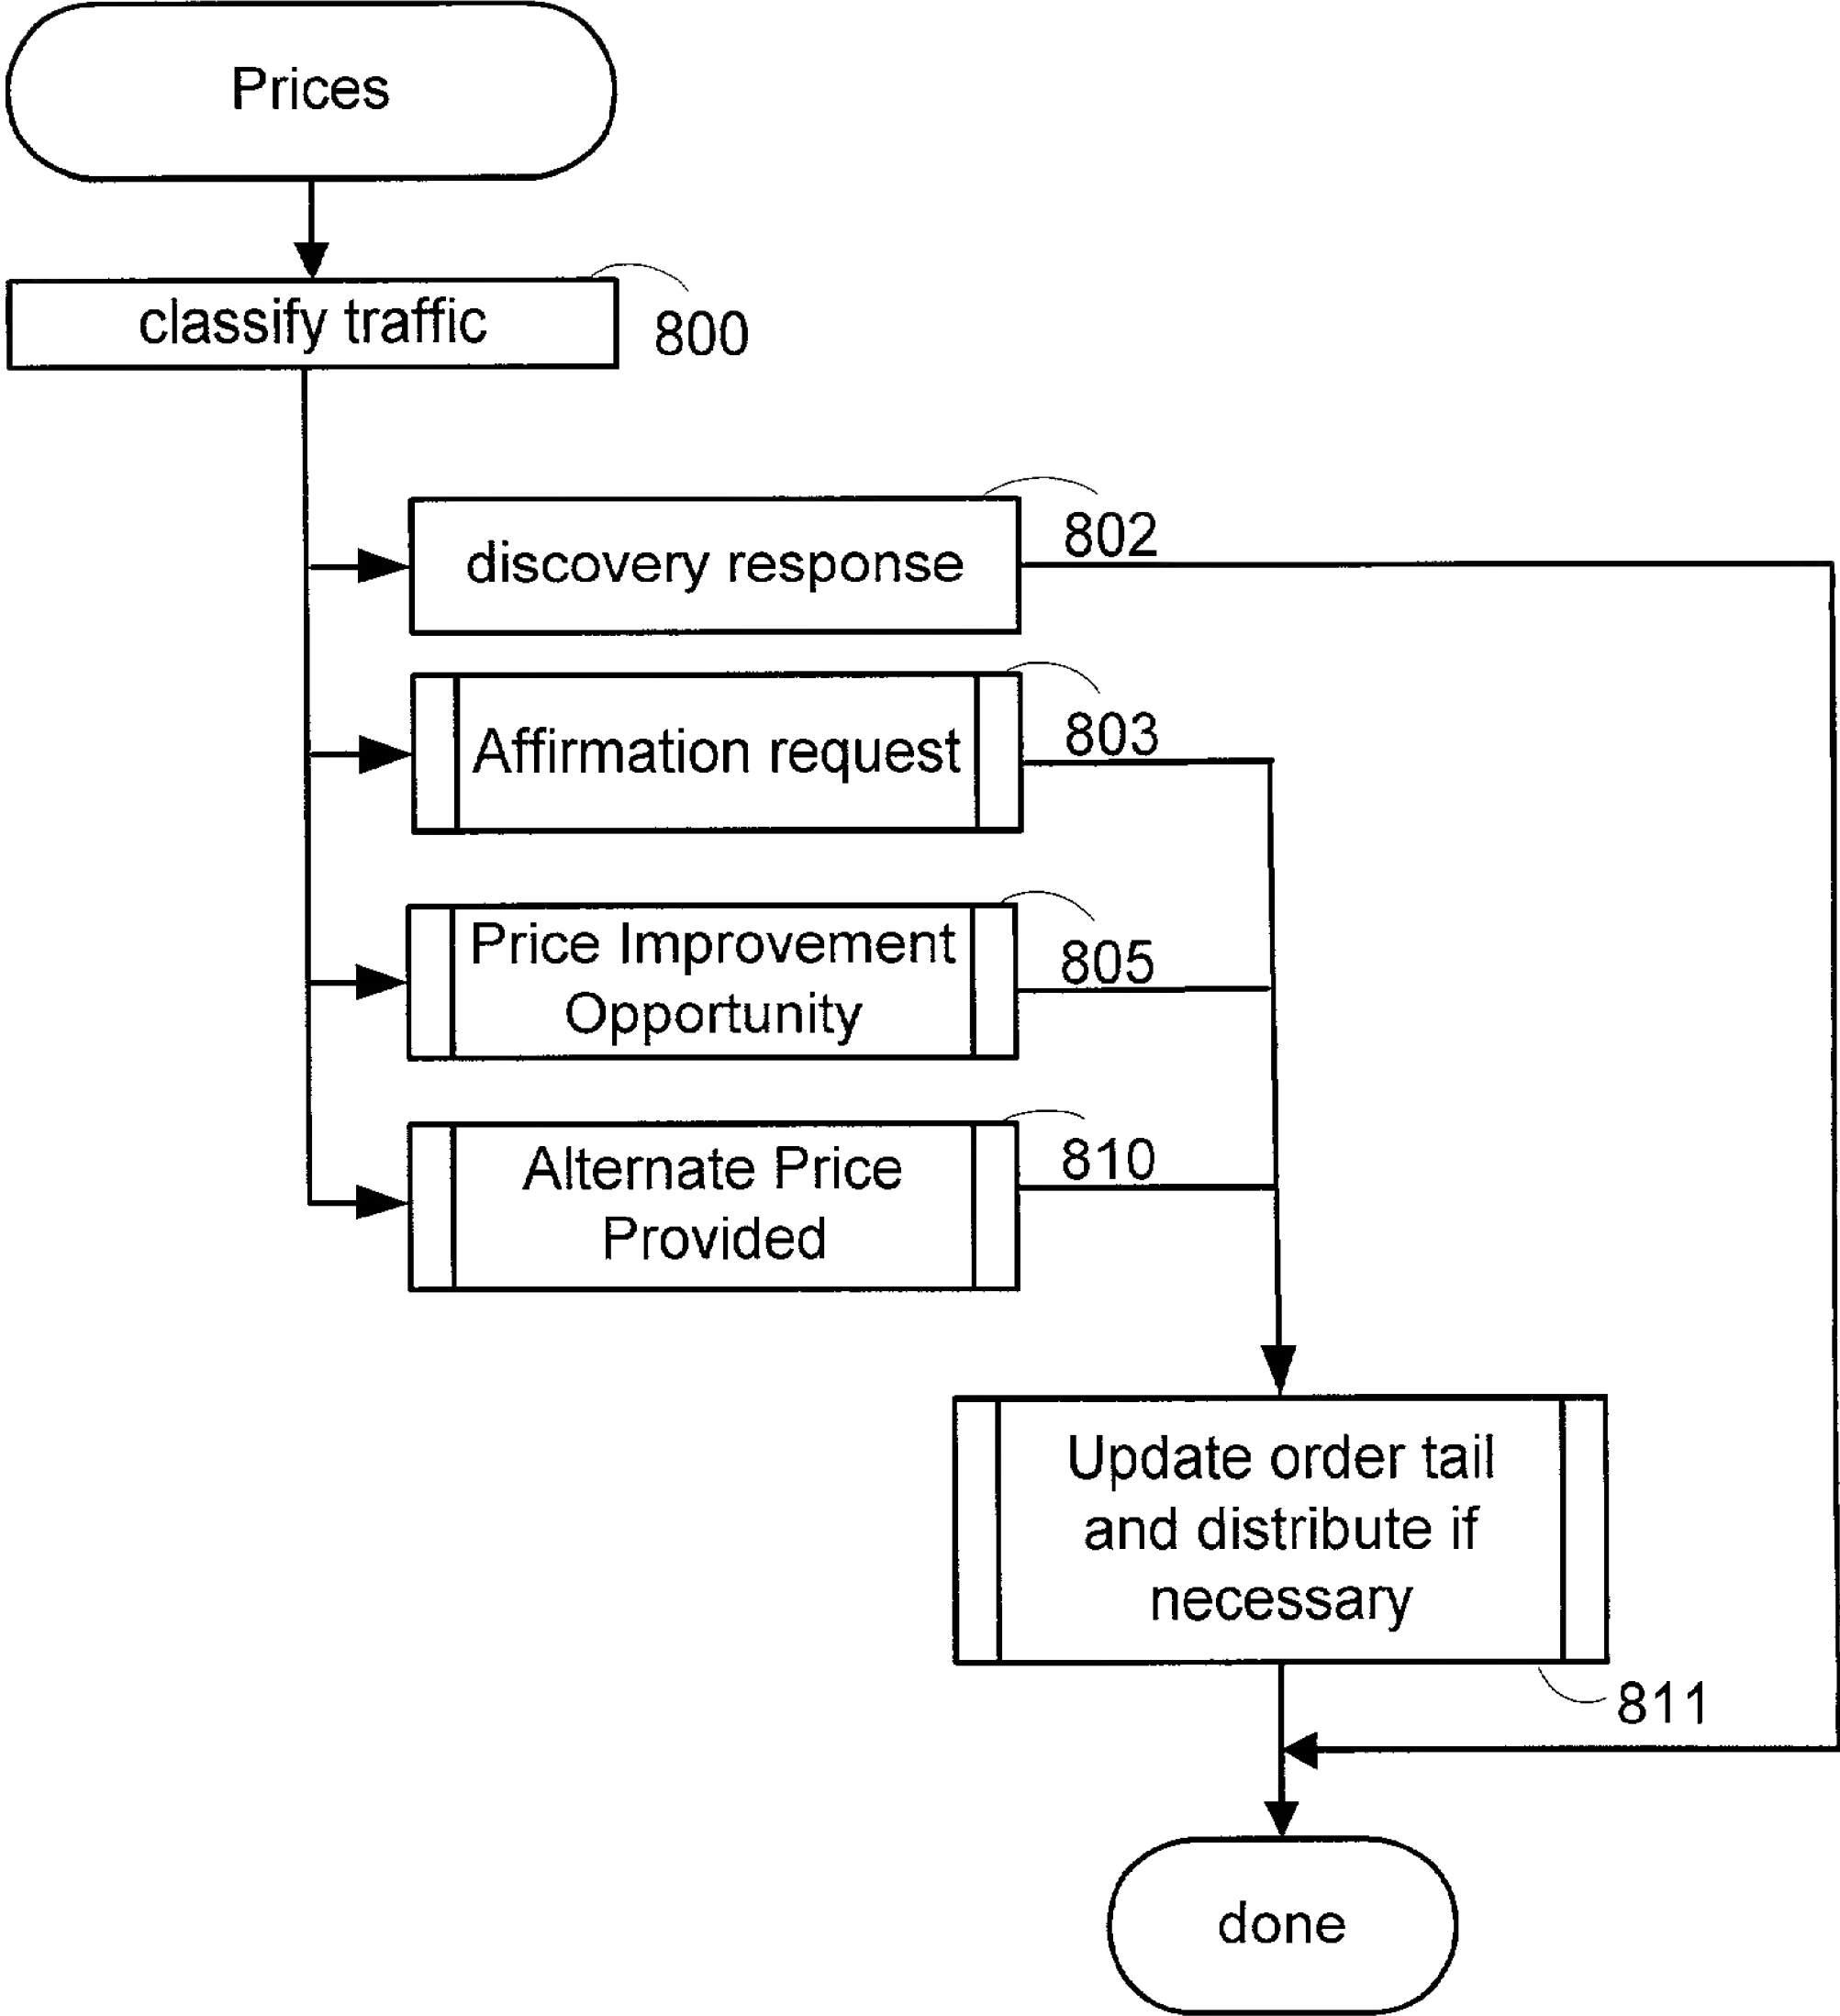 Prices
classify traffic
800
802
discovery response
803
Affirmation request
Price Improvement
Opportunity
805
Alternate Price
Provided
810
Update order tail
and distribute if
necessary
811
done